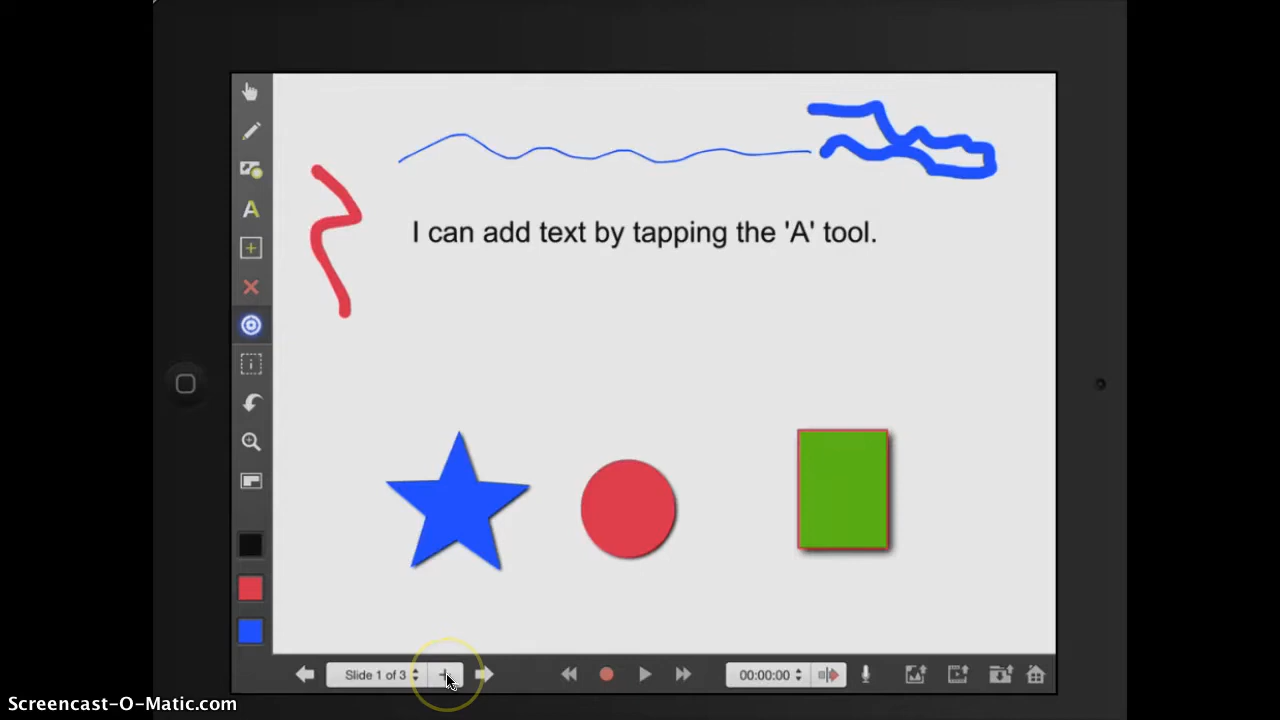 I can add text by tapping the 'A' tool.
A
Slide 1 of 3
00:00:00
Screencast-O-Matic.com